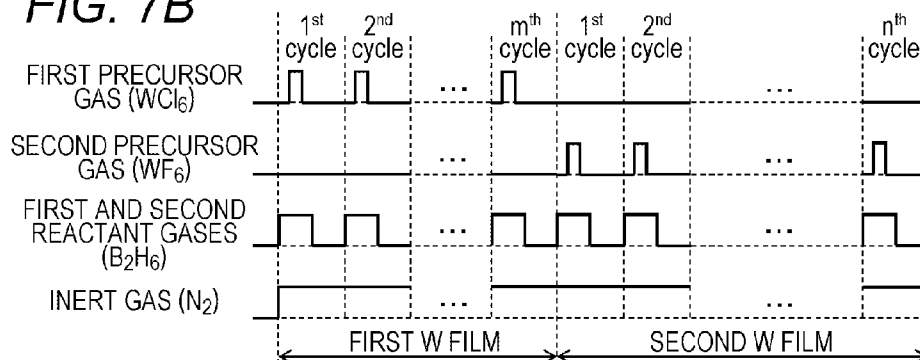 FIG. 7B
1st cycle 2nd cycle mth cycle 1st cycle 2nd cycle nth cycle
FIRST PRECURSOR
GAS (WCl6)
...
...
SECOND PRECURSOR
GAS (WF6)
...
...
FIRST AND SECOND
REACTANT GASES
(B2H6)
...
...
INERT GAS (N2)
...
...
FIRST W FILM
SECOND W FILM